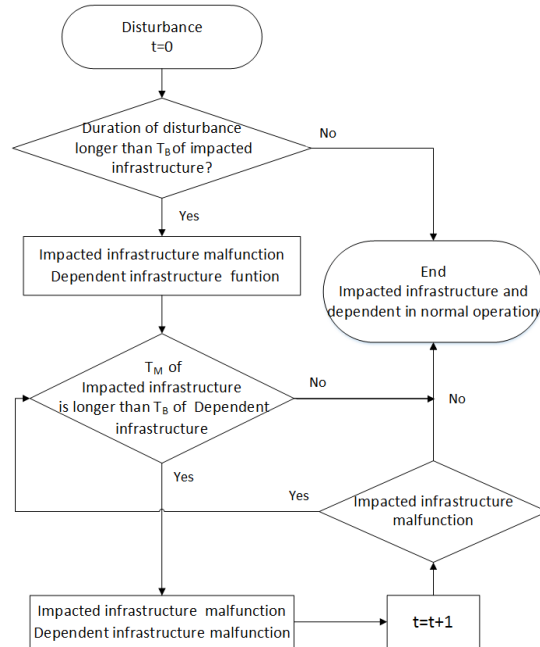 Disturbance
t=0
Duration of disturbance
longer than TB of impacted
infrastructure?
No
Yes
Impacted infrastructure malfunction
Dependent infrastructure funtion
End
Impacted infrastructure and
dependent in normal operation
TM of
Impacted infrastructure
is longer than TB of Dependent
infrastructure
No
No
Yes
Yes
Impacted infrastructure
malfunction
Impacted infrastructure malfunction
Dependent infrastructure malfunction
t=t+1